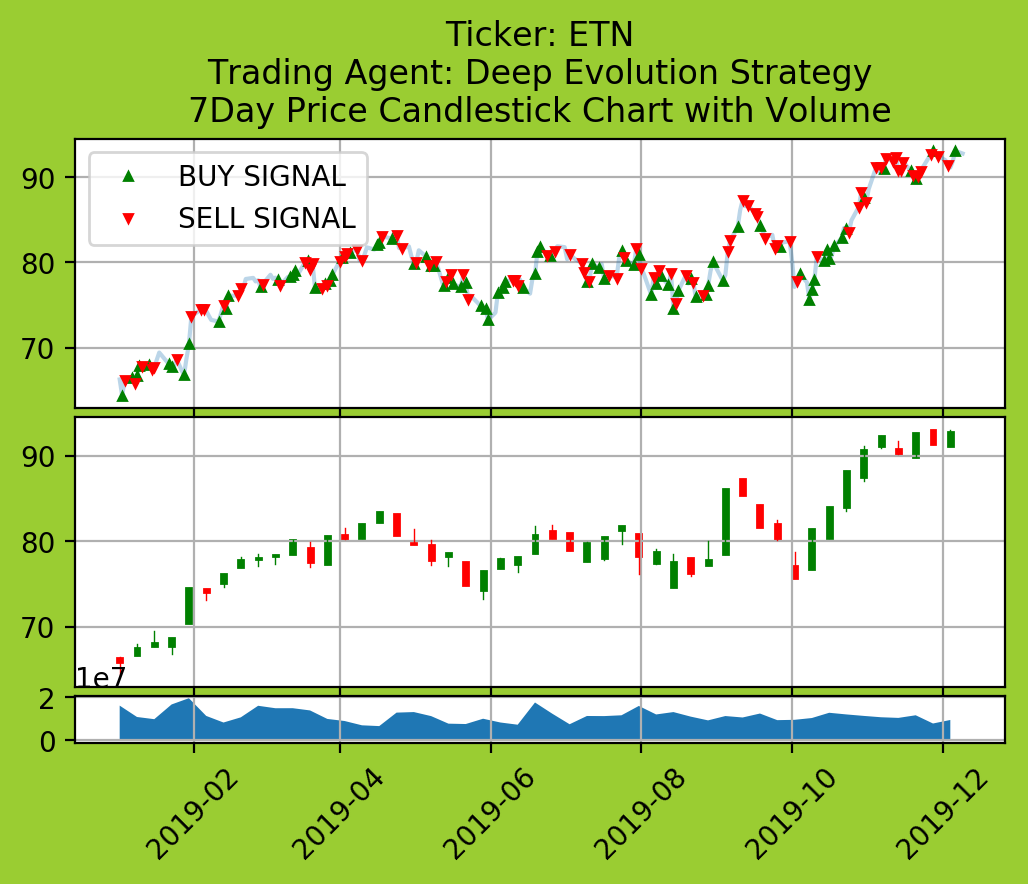 Ticker: ETN
Trading Agent: Deep Evolution Strategy
7Day Price Candlestick Chart with Volume
BUY SIGNAL
SELL SIGNAL
90
80
70
90
80
70
1e7
2
0
2019-02
2019-04
2019-06
2019-08
2019-10
2019-12